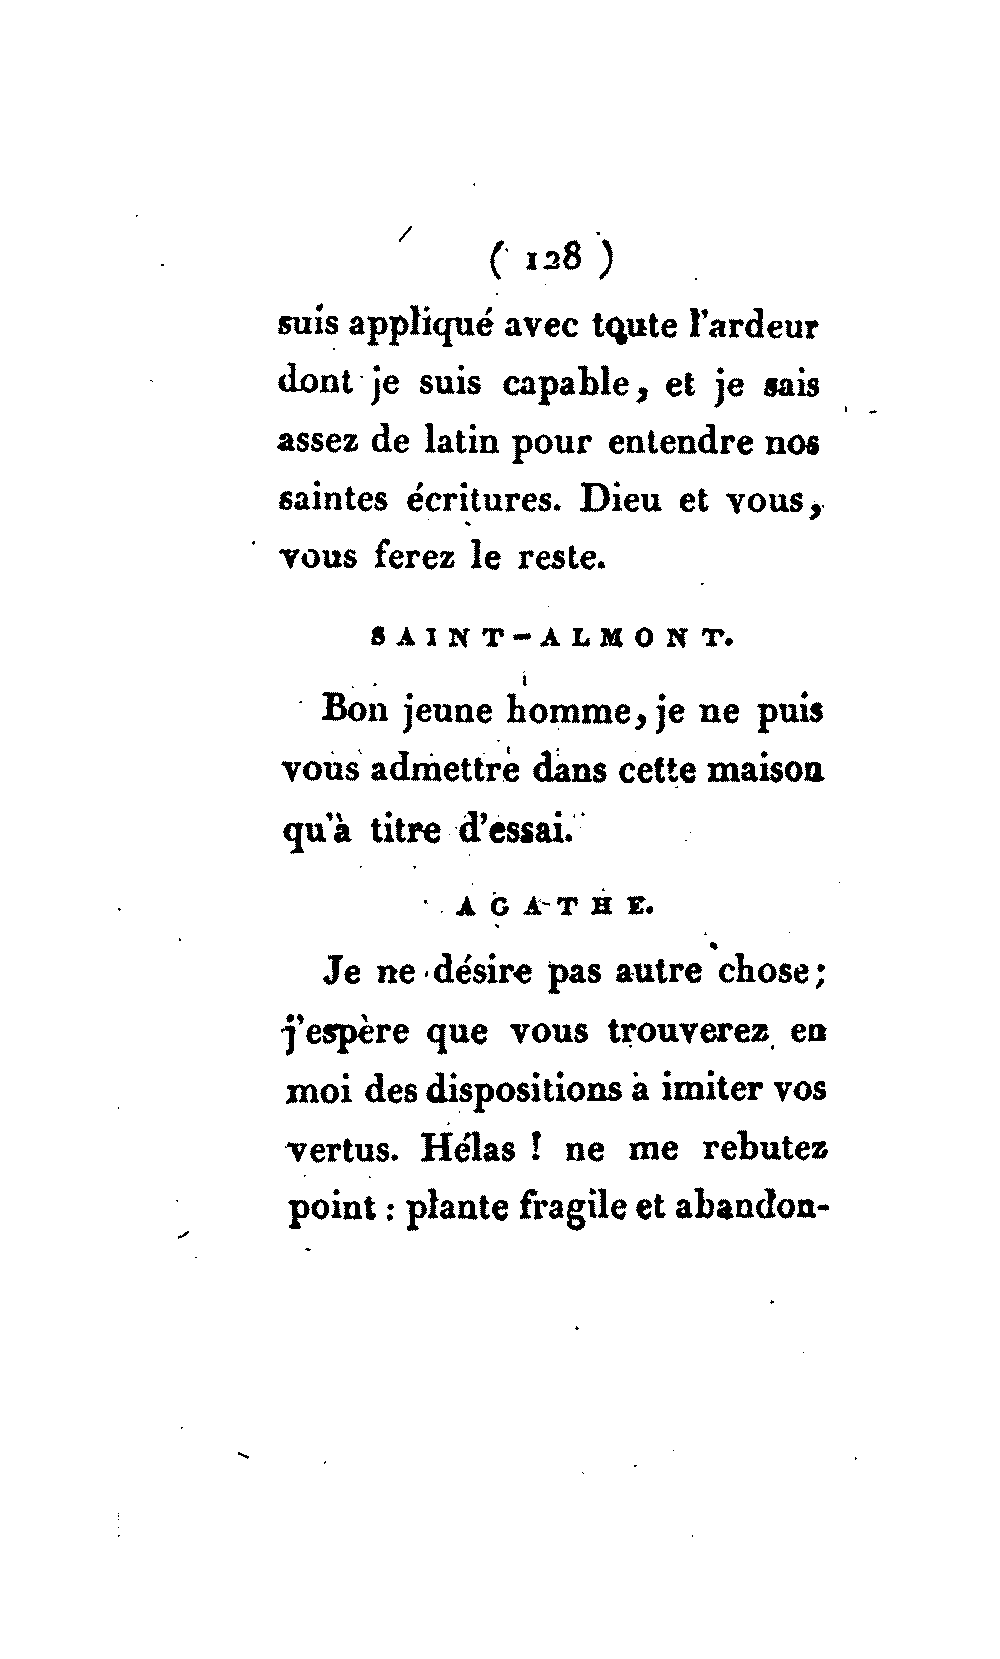 ( 128 )
suis appliqué avec toute l'ardeur
dont je suis capable, et je sais
assez de latin pour entendre nos
saintes écritures. Dieu et vous,
vous ferez le reste.
SAINT-ALMONT.
Bon jeune homme, je ne puis
vous admettre dans cette maison
qu'à titre d'essai.
AGATHE.
Je ne désire pas autre chose;
j'espère que vous trouverez en
moi des dispositions à imiter vos
vertus. Hélas ! ne me rebutez
point : plante fragile et abandon-